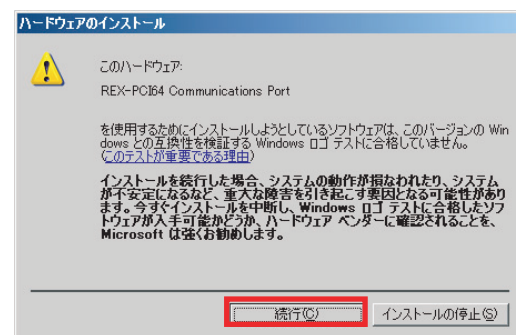 ハードウェアのインストール
このハードウェア:
REX-PCI64 Communications Port
を使用するためにインストールしようとしているソフトウェアは、このバージョンの Win
dows との互換性を検証する Windows ロゴ テストに合格していません。
(このテストが重要である理由)
インストールを続行した場合、システムの動作が損なわれたり、システム
が不安定になるなど、重大な障害を引き起こす要因となる可能性があり
ます。今すぐインストールを中断し、Windows ロゴ テストに合格したソフ
トウェアが入手可能かどうか、ハードウェア ベンダーに確認されることを、
Microsoft は強くお勧めします。
続行(C) インストールの停止(S)